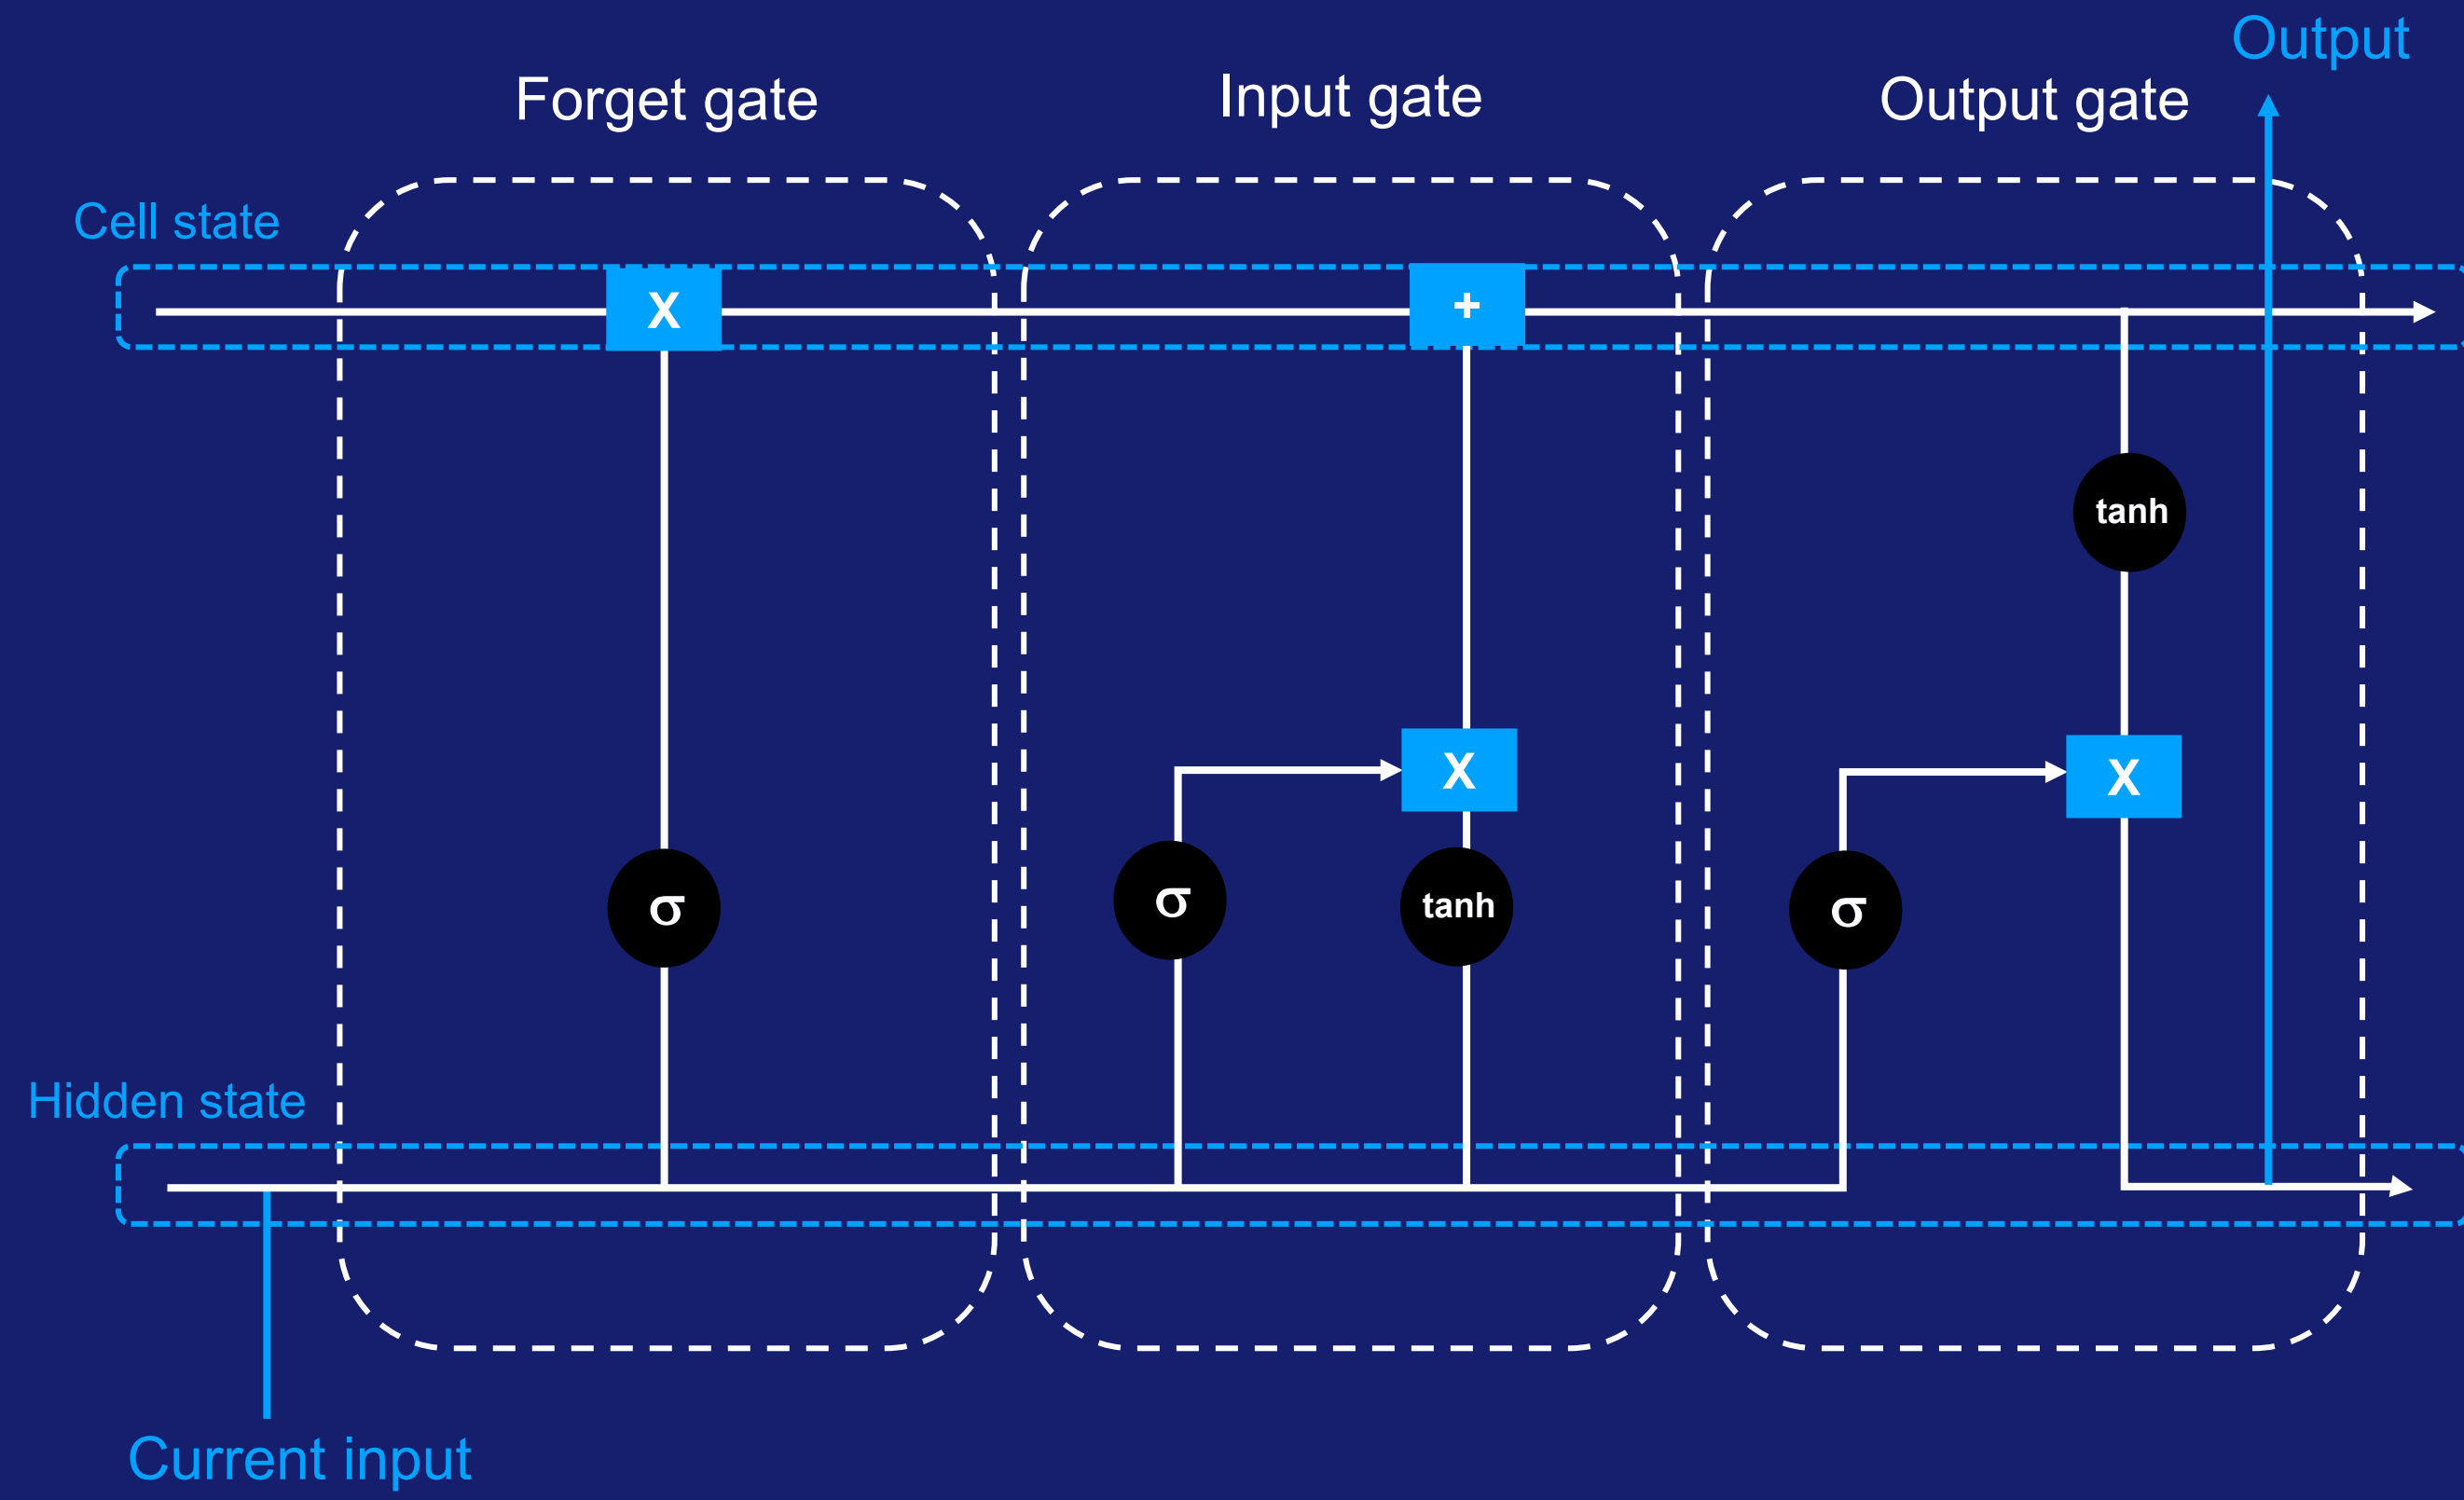 Output
Forget gate
Input gate
Output gate
Cell state
X
+
tanh
X
X
σ
σ
tanh
σ
Hidden state
Current input